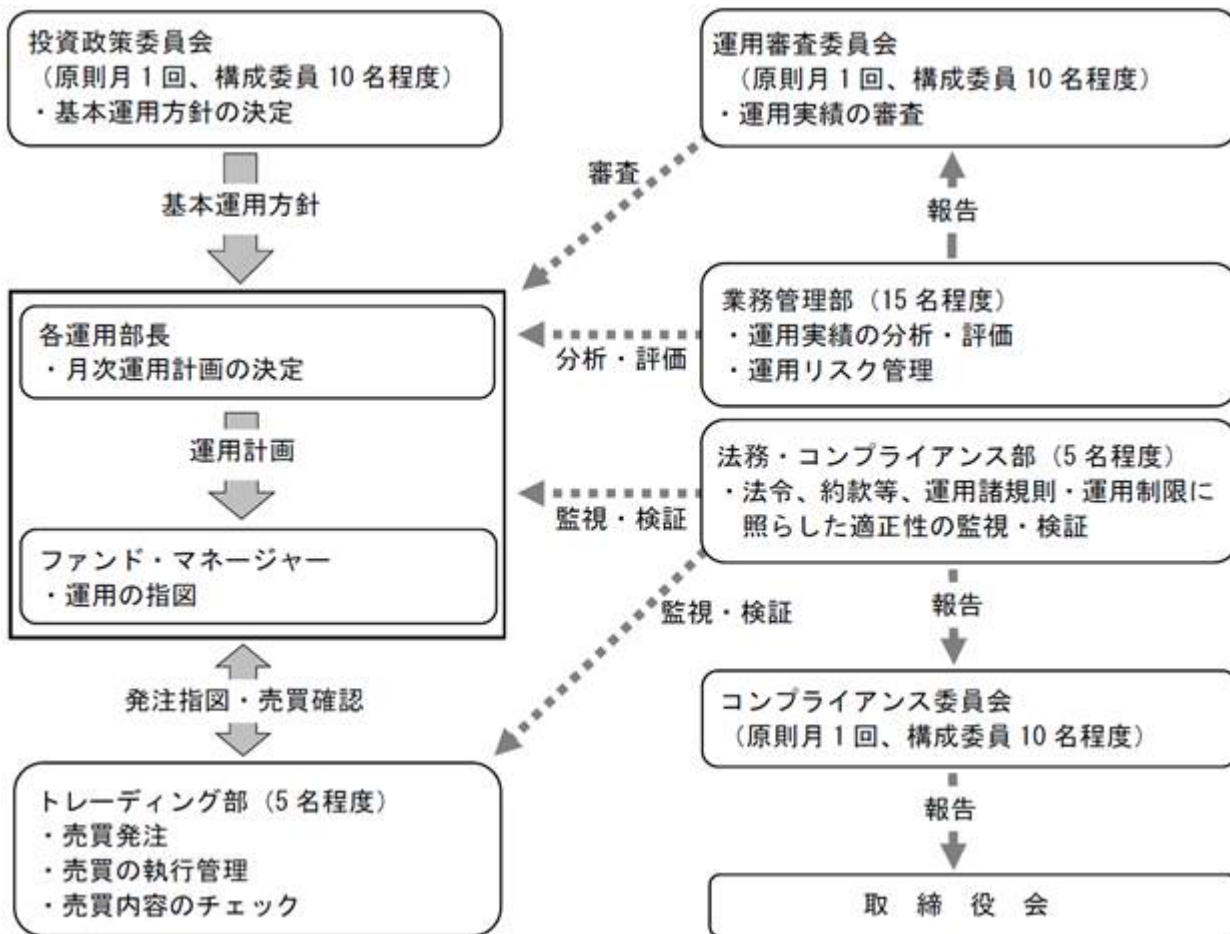 投資政策委員会
（原則月1回、構成委員10名程度）
・基本運用方針の決定
基本運用方針
各運用部長
・月次運用計画の決定
運用計画
ファンド・マネージャー
・運用の指図
発注指図・売買確認
トレーディング部（5名程度）
・売買発注
・売買の執行管理
・売買内容のチェック
運用審査委員会
（原則月1回、構成委員10名程度）
・運用実績の審査
審査
報告
業務管理部（15名程度）
・運用実績の分析・評価
・運用リスク管理
分析・評価
法務・コンプライアンス部（5名程度）
・法令、約款等、運用諸規則・運用制限に
照らした適正性の監視・検証
監視・検証
監視・検証
報告
コンプライアンス委員会
（原則月1回、構成委員10名程度）
報告
取 締 役 会